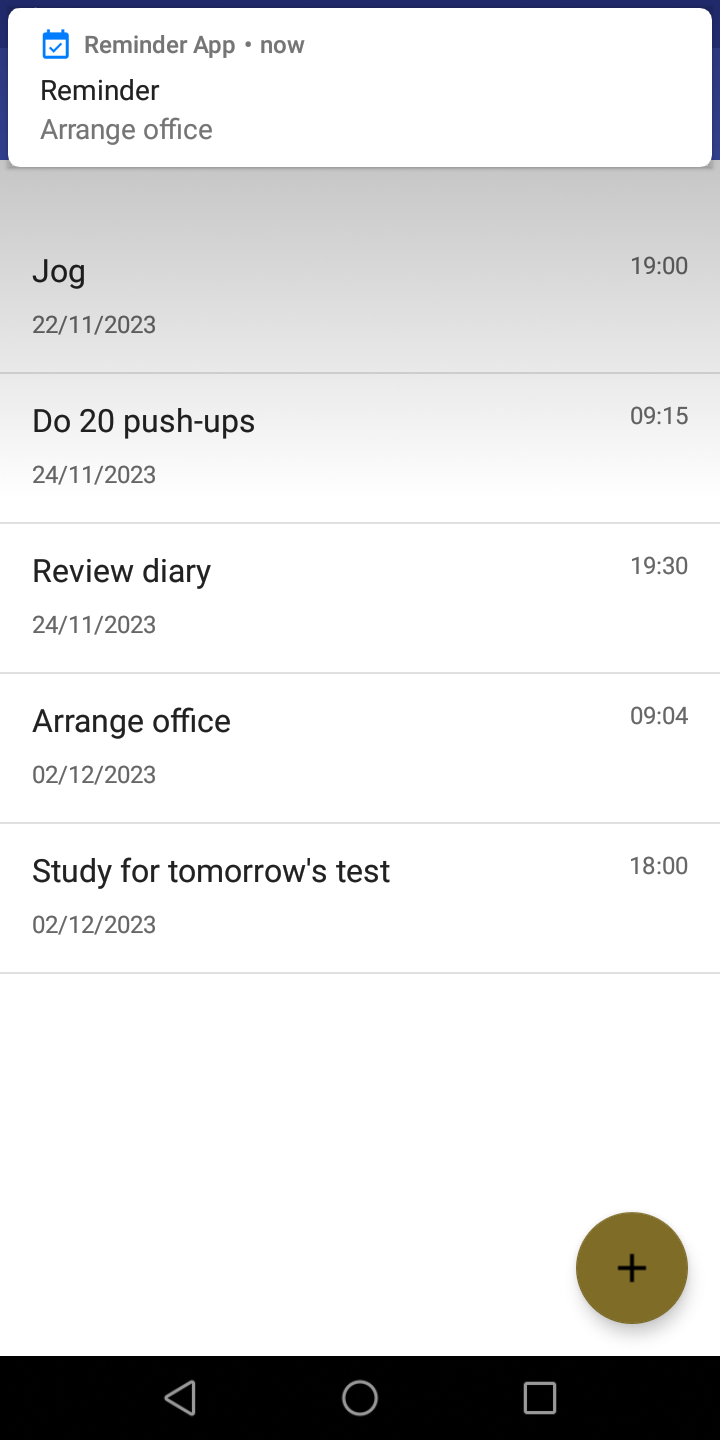 Reminder App • now
Reminder
Arrange office
Jog 19:00
22/11/2023
Do 20 push-ups 09:15
24/11/2023
Review diary 19:30
24/11/2023
Arrange office 09:04
02/12/2023
Study for tomorrow's test 18:00
02/12/2023